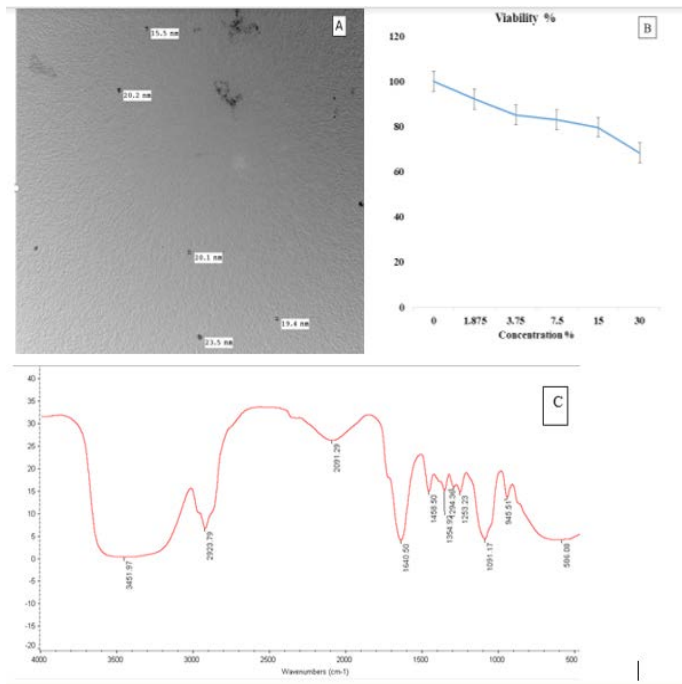 A
15.5 nm
20.2 nm
20.1 nm
19.4 nm
23.5 nm
Viability %
B
120
100
80
60
40
20
0
0 1.875 3.75 7.5 15 30
Concentration %
C
40
35
30
25
20
15
10
5
0
-5
-10
-15
-20
3451.97
2923.79
2091.29
1640.50
1458.50
1354.92
1294.36
1253.23
1091.17
945.51
506.08
4000 3500 3000 2500 2000 1500 1000 500
Wavenumbers (cm-1)